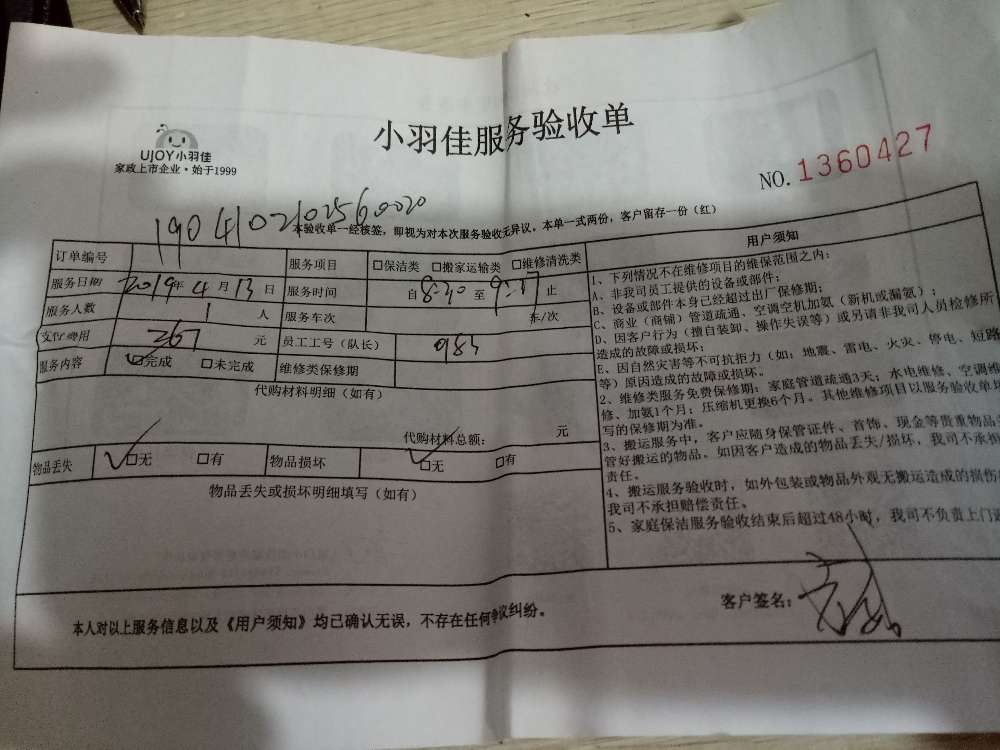 小羽佳服务验收单
UJOY小羽佳
家政上市企业·始于1999
NO. 1360427
本验收单一经核签，即视为对本次服务验收无异议，本单一式两份，客户留存一份（红）
订单编号
服务项目 □保洁类 □搬家运输类 □维修清洗类
服务日期 2019年 4月 13日 服务时间 自8:30至 止
服务人数 1 人 服务车次 车/次
支付费用 267 元 员工工号（队长）
服务内容 □完成 □未完成 维修类保修期
代购材料明细（如有）
代购材料总额： 元
物品丢失 □无 □有 物品损坏 □无 □有
物品丢失或损坏明细填写（如有）
用户须知
1、下列情况不在维修项目的维保范围之内：
A、非我司员工提供的设备或部件；
B、设备或部件本身已经超过出厂保修期；
C、商业（商铺）管道疏通、空调空机加氨（新机或漏氨）；
D、因客户行为（擅自装卸、操作失误等）或另请非我司人员检修所
造成的故障或损坏；
E、因自然灾害等不可抗拒力（如：地震、雷电、火灾、停电、短路
等）原因造成的故障或损坏。
2、维修类服务免费保修期：家庭管道疏通3天；水电维修、空调维
修、加氨1个月；压缩机更换6个月。其他维修项目以服务验收单填
写的保修期为准。
3、搬运服务中，客户应随身保管证件、首饰、现金等贵重物品
管好搬运的物品。如因客户造成的物品丢失/损坏，我司不承担
责任。
4、搬运服务验收时，如外包装或物品外观无搬运造成的损伤
我司不承担赔偿责任。
5、家庭保洁服务验收结束后超过48小时，我司不负责上门
客户签名：
本人对以上服务信息以及《用户须知》均已确认无误，不存在任何争议纠纷。